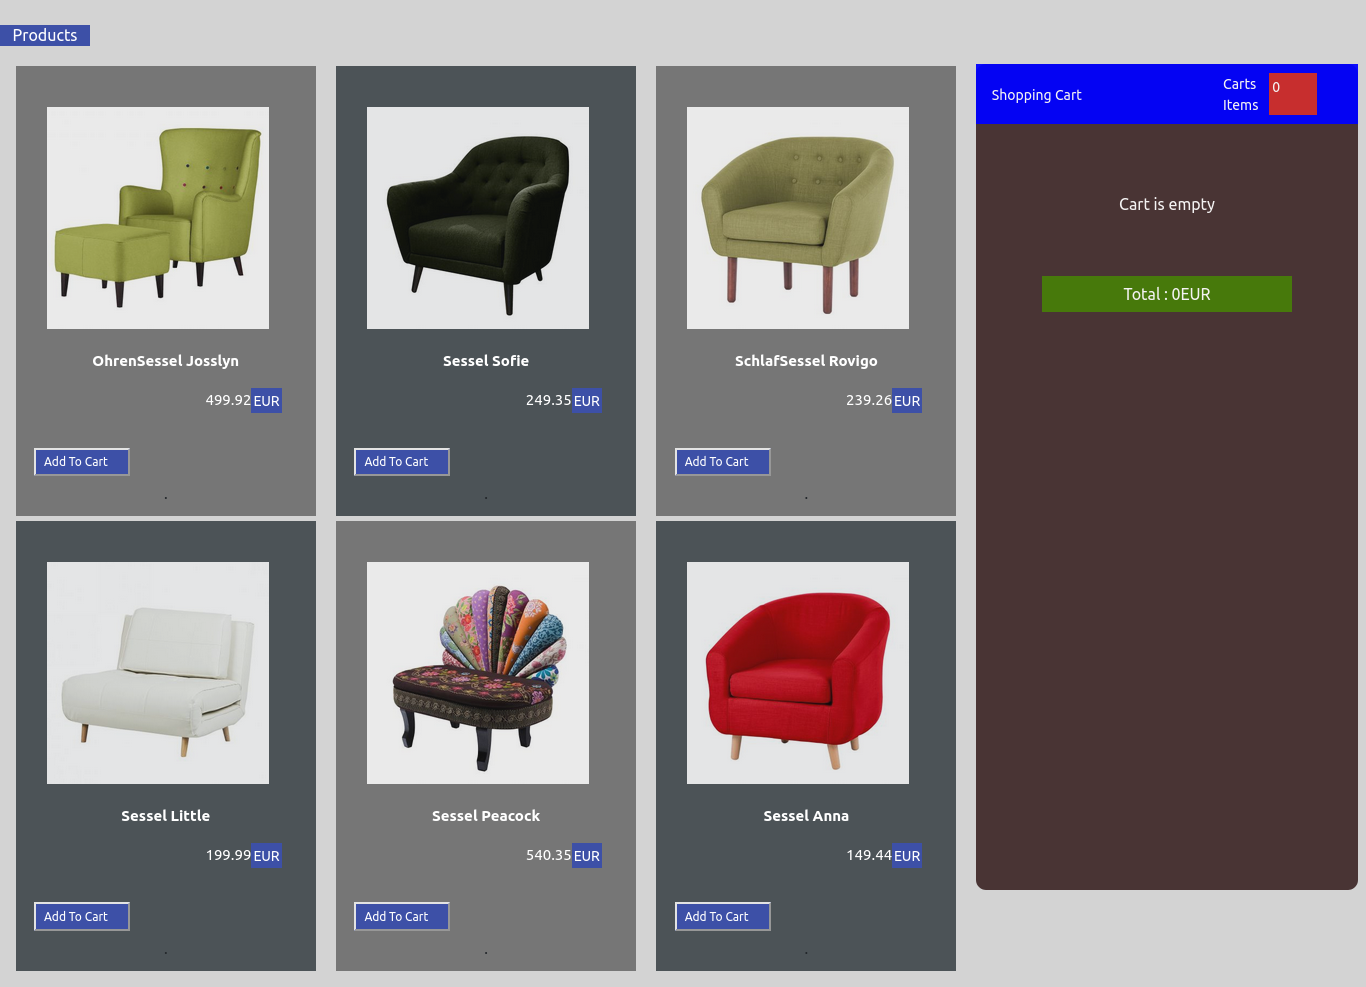 Products
OhrenSessel Josslyn
499.92 EUR
Add To Cart
.
Sessel Sofie
249.35 EUR
Add To Cart
.
SchlafSessel Rovigo
239.26 EUR
Add To Cart
.
Sessel Little
199.99 EUR
Add To Cart
.
Sessel Peacock
540.35 EUR
Add To Cart
.
Sessel Anna
149.44 EUR
Add To Cart
.
Shopping Cart
Carts
Items
0
Cart is empty
Total : 0EUR